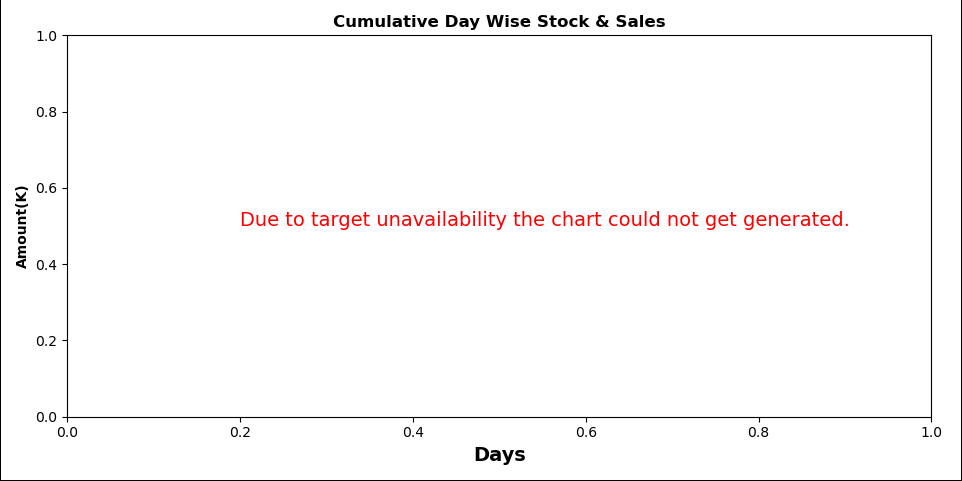 Cumulative Day Wise Stock & Sales
1.0
0.8
0.6
0.4
0.2
0.0
Amount(K)
Due to target unavailability the chart could not get generated.
0.0 0.2 0.4 0.6 0.8 1.0
Days